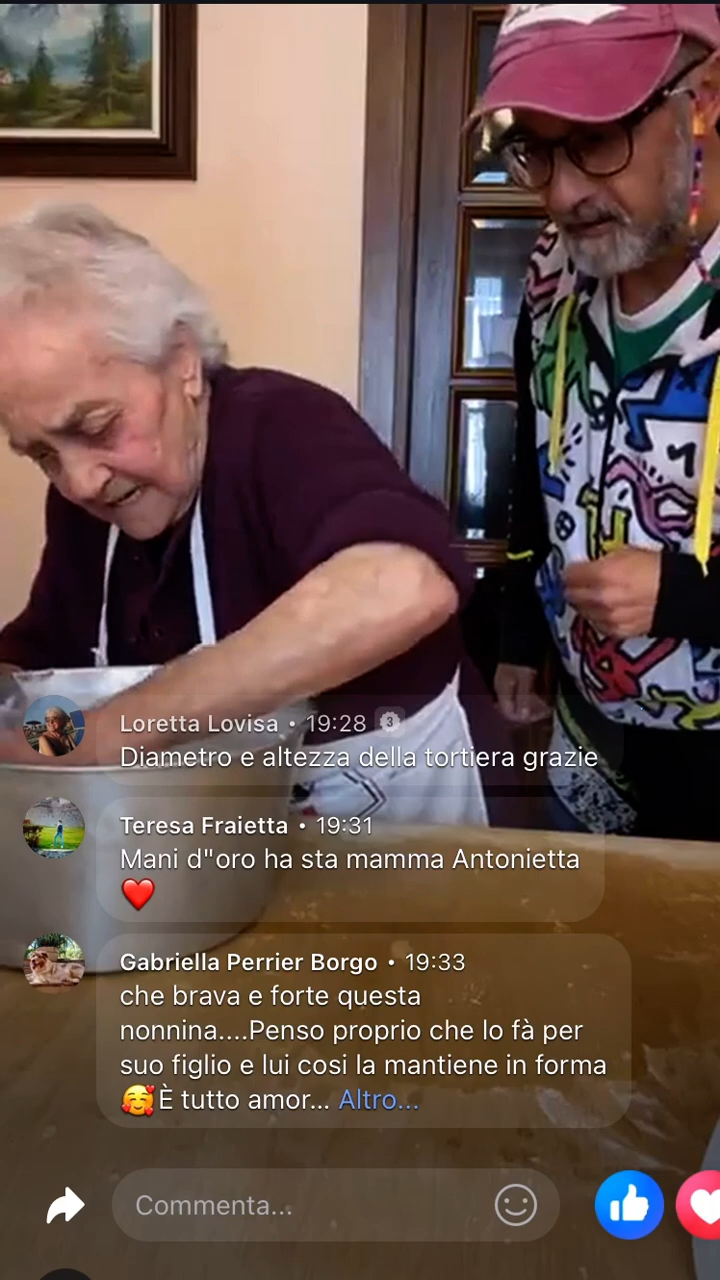 Loretta Lovisa • 19:28 3
Diametro e altezza della tortiera grazie
Teresa Fraietta • 19:31
Mani d"oro ha sta mamma Antonietta
❤️
Gabriella Perrier Borgo • 19:33
che brava e forte questa
nonnina....Penso proprio che lo fà per
suo figlio e lui cosi la mantiene in forma
🥰È tutto amor... Altro...
Commenta...